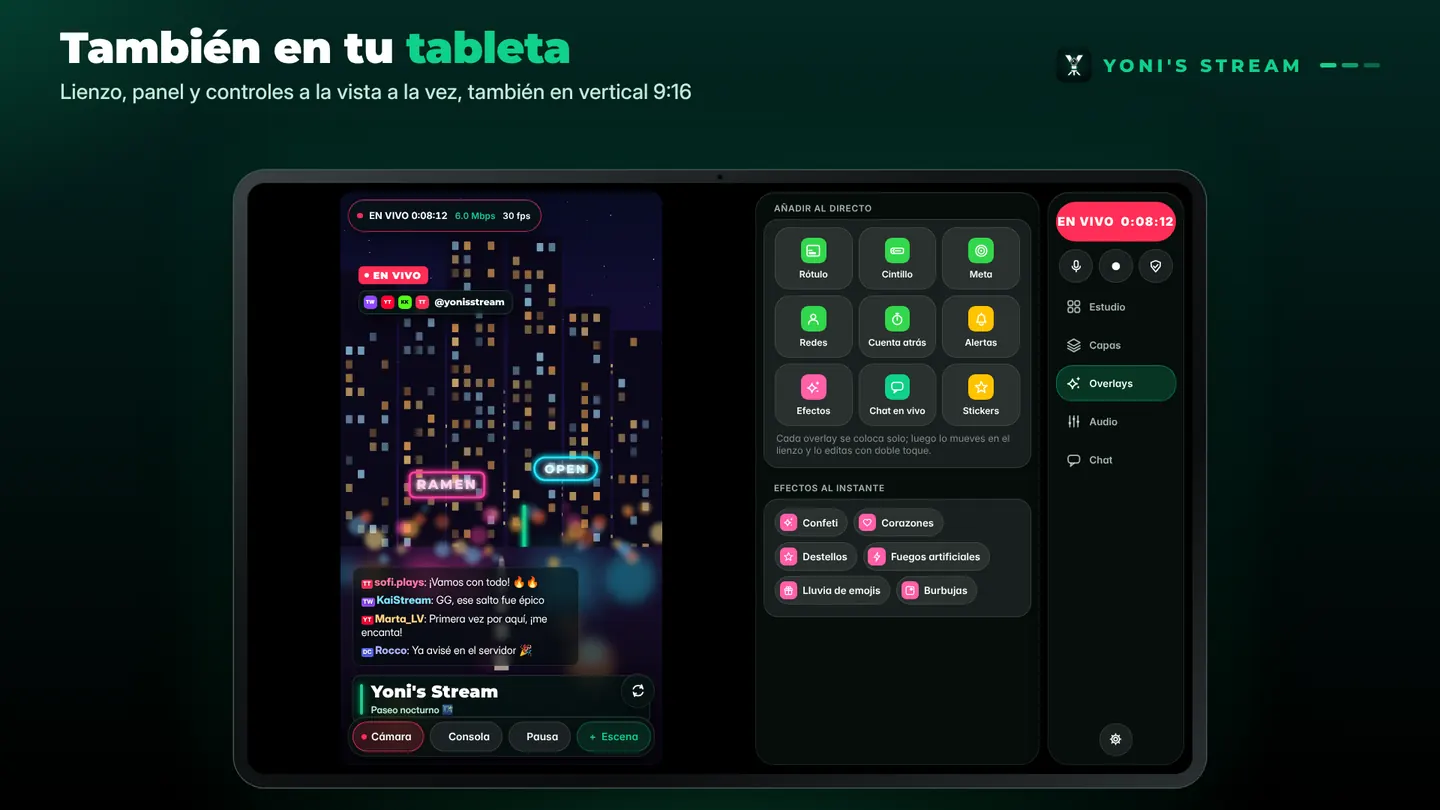 También en tu tableta
Lienzo, panel y controles a la vista a la vez, también en vertical 9:16
YONI'S STREAM
EN VIVO 0:08:12 6.0 Mbps 30 fps
EN VIVO
TW YT KK TT @yonisstream
RAMEN
OPEN
TT sofi.plays: ¡Vamos con todo! 🔥🔥
TW KaiStream: GG, ese salto fue épico
YT Marta_LV: Primera vez por aquí, ¡me
encanta!
DC Rocco: Ya avisé en el servidor 🎉
Yoni's Stream
Paseo nocturno 🌃
Cámara
Consola
Pausa
+ Escena
AÑADIR AL DIRECTO
Rótulo
Cintillo
Meta
Redes
Cuenta atrás
Alertas
Efectos
Chat en vivo
Stickers
Cada overlay se coloca solo; luego lo mueves en el
lienzo y lo editas con doble toque.
EFECTOS AL INSTANTE
Confeti
Corazones
Destellos
Fuegos artificiales
Lluvia de emojis
Burbujas
EN VIVO 0:08:12
Estudio
Capas
Overlays
Audio
Chat